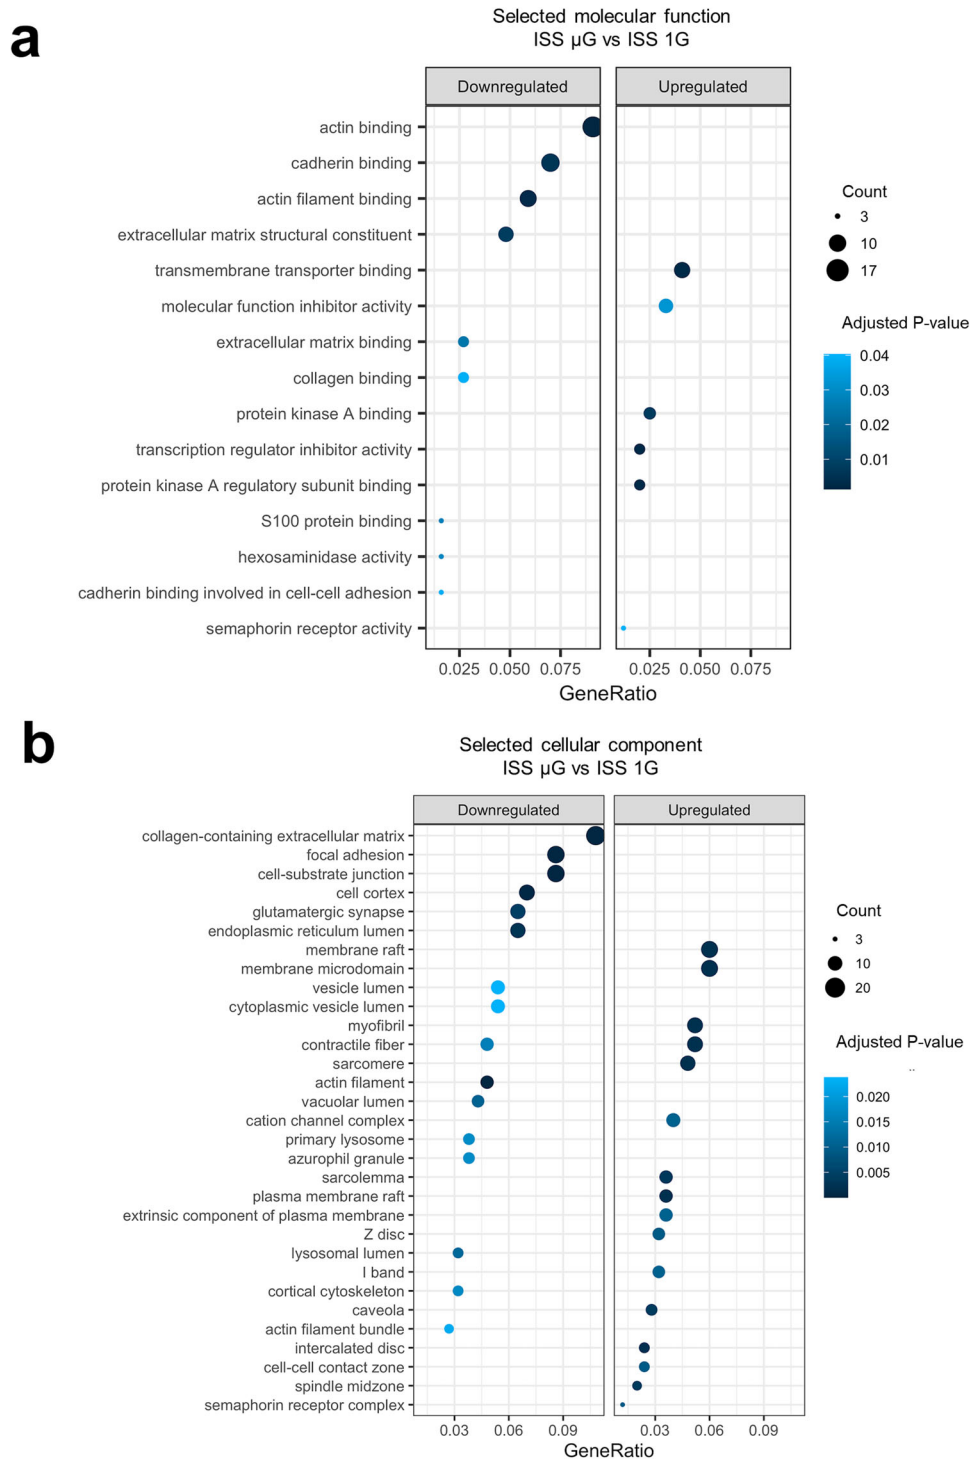 a
Selected molecular function
ISS µG vs ISS 1G
Downregulated
Upregulated
actin binding
cadherin binding
actin filament binding
extracellular matrix structural constituent
transmembrane transporter binding
molecular function inhibitor activity
extracellular matrix binding
collagen binding
protein kinase A binding
transcription regulator inhibitor activity
protein kinase A regulatory subunit binding
S100 protein binding
hexosaminidase activity
cadherin binding involved in cell-cell adhesion
semaphorin receptor activity
0.025 0.050 0.075
0.025 0.050 0.075
GeneRatio
Count
3
10
17
Adjusted P-value
0.04
0.03
0.02
0.01
b
Selected cellular component
ISS µG vs ISS 1G
Downregulated
Upregulated
collagen-containing extracellular matrix
focal adhesion
cell-substrate junction
cell cortex
glutamatergic synapse
endoplasmic reticulum lumen
membrane raft
membrane microdomain
vesicle lumen
cytoplasmic vesicle lumen
myofibril
contractile fiber
sarcomere
actin filament
vacuolar lumen
cation channel complex
primary lysosome
azurophil granule
sarcolemma
plasma membrane raft
extrinsic component of plasma membrane
Z disc
lysosomal lumen
I band
cortical cytoskeleton
caveola
actin filament bundle
intercalated disc
cell-cell contact zone
spindle midzone
semaphorin receptor complex
0.03 0.06 0.09
0.03 0.06 0.09
GeneRatio
Count
3
10
20
Adjusted P-value
0.020
0.015
0.010
0.005